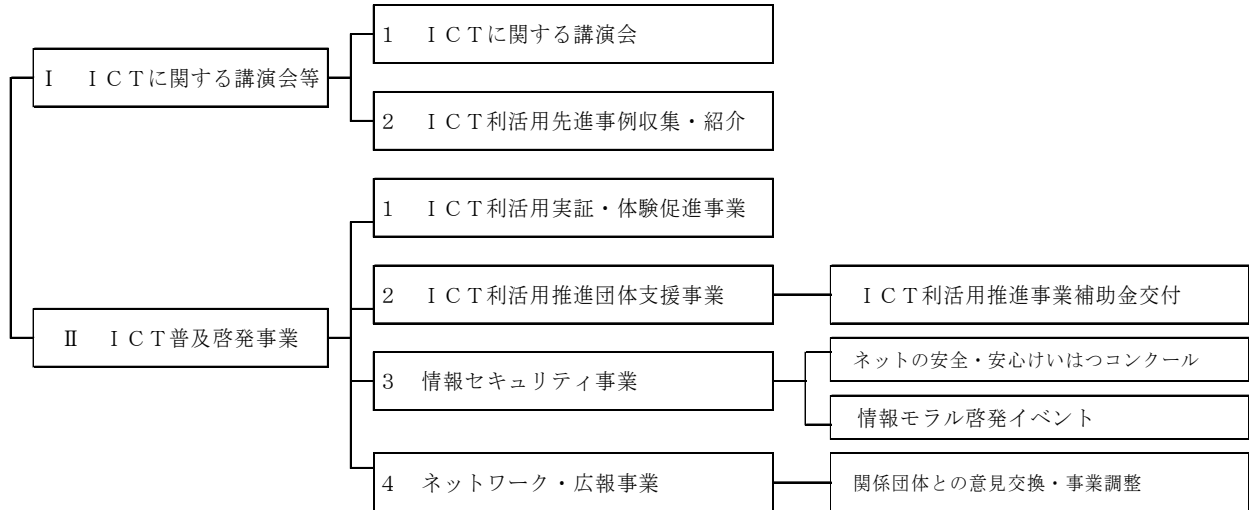 1　ＩＣＴに関する講演会
Ⅰ　ＩＣＴに関する講演会等
2　ＩＣＴ利活用先進事例収集・紹介
1　ＩＣＴ利活用実証・体験促進事業
2　ＩＣＴ利活用推進団体支援事業
ＩＣＴ利活用推進事業補助金交付
Ⅱ　ＩＣＴ普及啓発事業
3　情報セキュリティ事業
ネットの安全・安心けいはつコンクール
情報モラル啓発イベント
4　ネットワーク・広報事業
関係団体との意見交換・事業調整